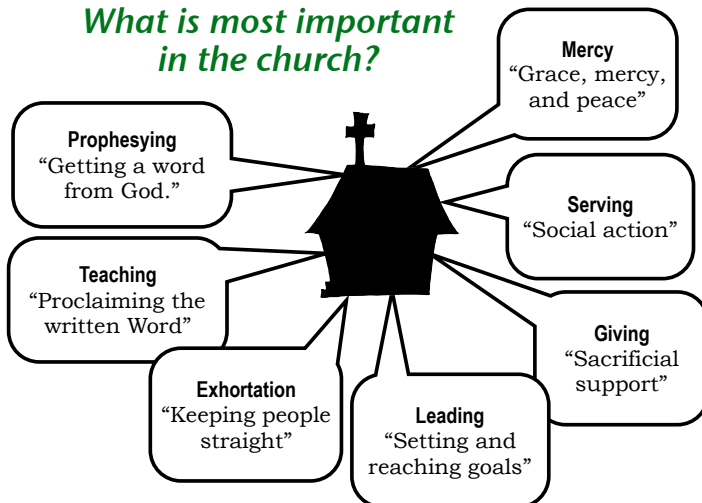 What is most important
in the church?
Mercy
“Grace, mercy,
and peace”
Prophesying
“Getting a word
from God.”
Serving
“Social action”
Teaching
“Proclaiming the
written Word”
Giving
“Sacrificial
support”
Exhortation
“Keeping people
straight”
Leading
“Setting and
reaching goals”